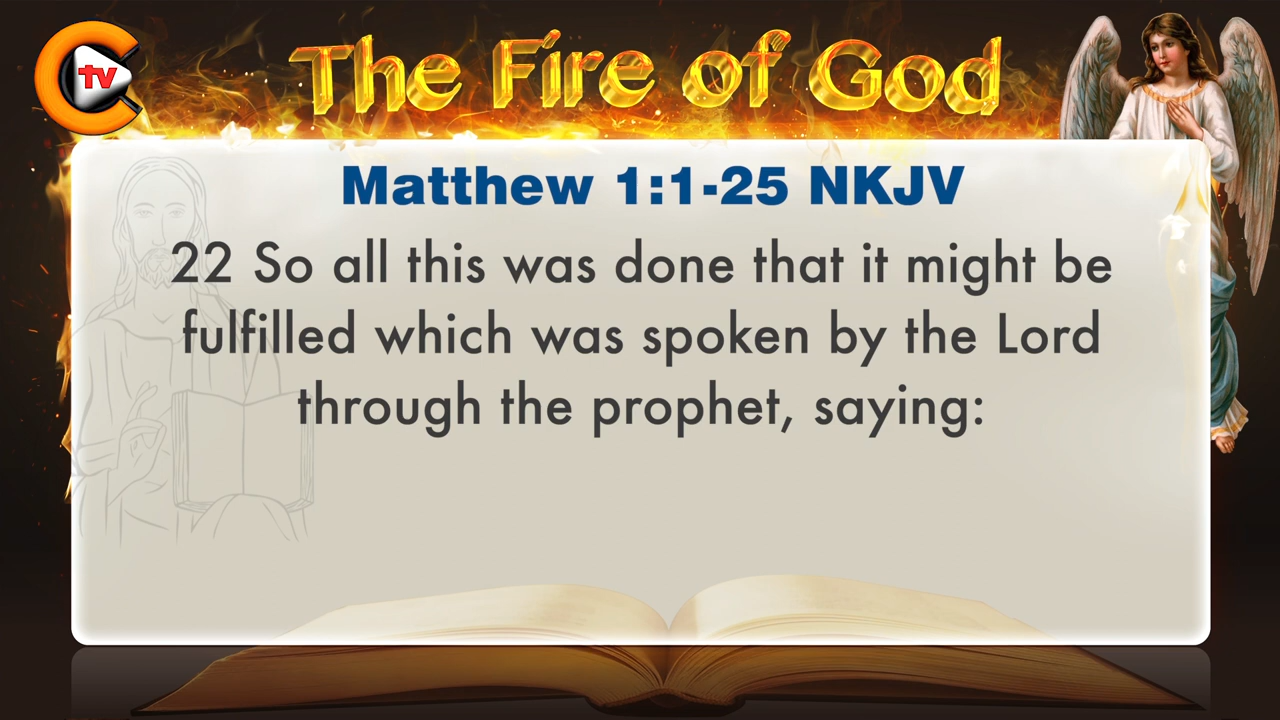 tv
The Fire of God
Matthew 1:1-25 NKJV
22 So all this was done that it might be
fulfilled which was spoken by the Lord
through the prophet, saying: